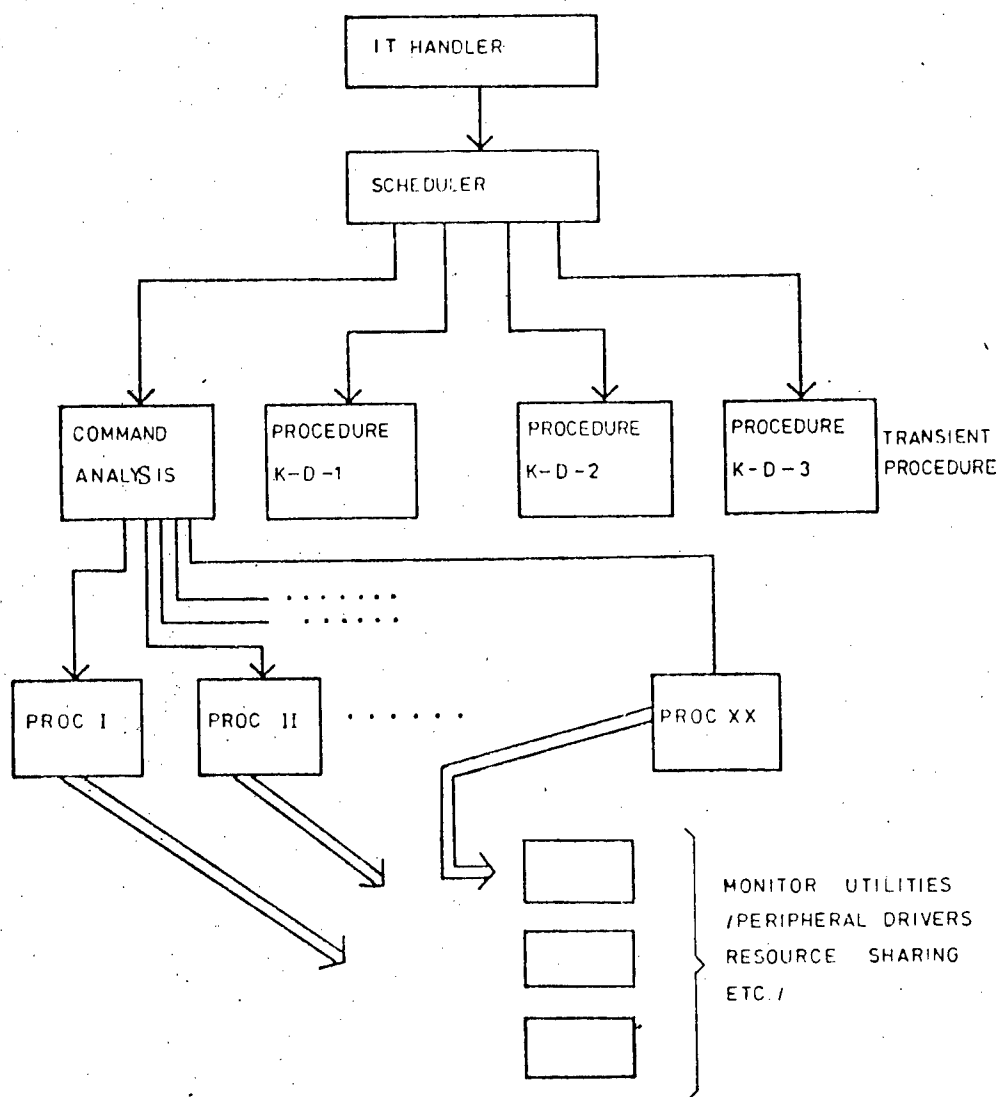 IT HANDLER
SCHEDULER
COMMAND
ANALYSIS
PROCEDURE
K-D-1
PROCEDURE
K-D-2
PROCEDURE
K-D-3
TRANSIENT
PROCEDURE
. . . . . . .
. . . . . .
PROC I
PROC II
. . . . . .
PROC XX
MONITOR UTILITIES
/PERIPHERAL DRIVERS
RESOURCE SHARING
ETC./